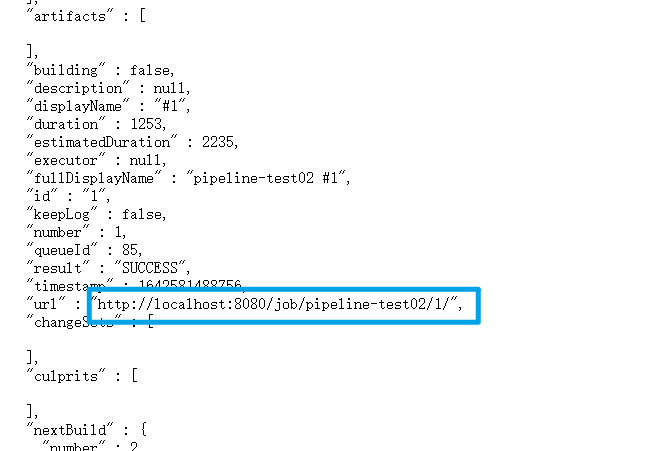 ],
"artifacts" : [
],
"building" : false,
"description" : null,
"displayName" : "#1",
"duration" : 1253,
"estimatedDuration" : 2235,
"executor" : null,
"fullDisplayName" : "pipeline-test02 #1",
"id" : "1",
"keepLog" : false,
"number" : 1,
"queueId" : 85,
"result" : "SUCCESS",
"timestamp" : 1642581488756,
"url" : "http://localhost:8080/job/pipeline-test02/1/",
"changeSets" : [
],
"culprits" : [
],
"nextBuild" : {
"number" : 2